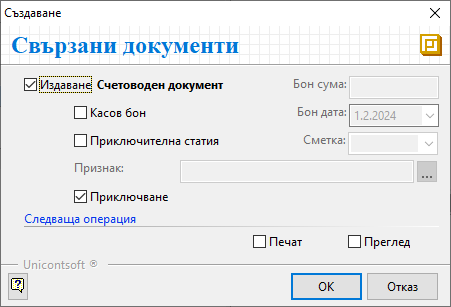 Създаване
Свързани документи
Издаване Счетоводен документ
Бон сума:
Касов бон
Бон дата: 1.2.2024
Приключителна статия
Сметка:
Признак:
...
Приключване
Следваща операция
Печат Преглед
Unicontsoft ®
? ОК Отказ